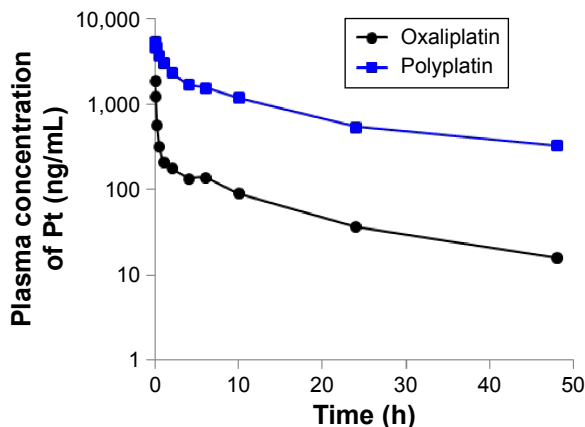 10,000
1,000
100
10
1
Plasma concentration
of Pt (ng/mL)
Oxaliplatin
Polyplatin
0
10
20
30
40
50
Time (h)